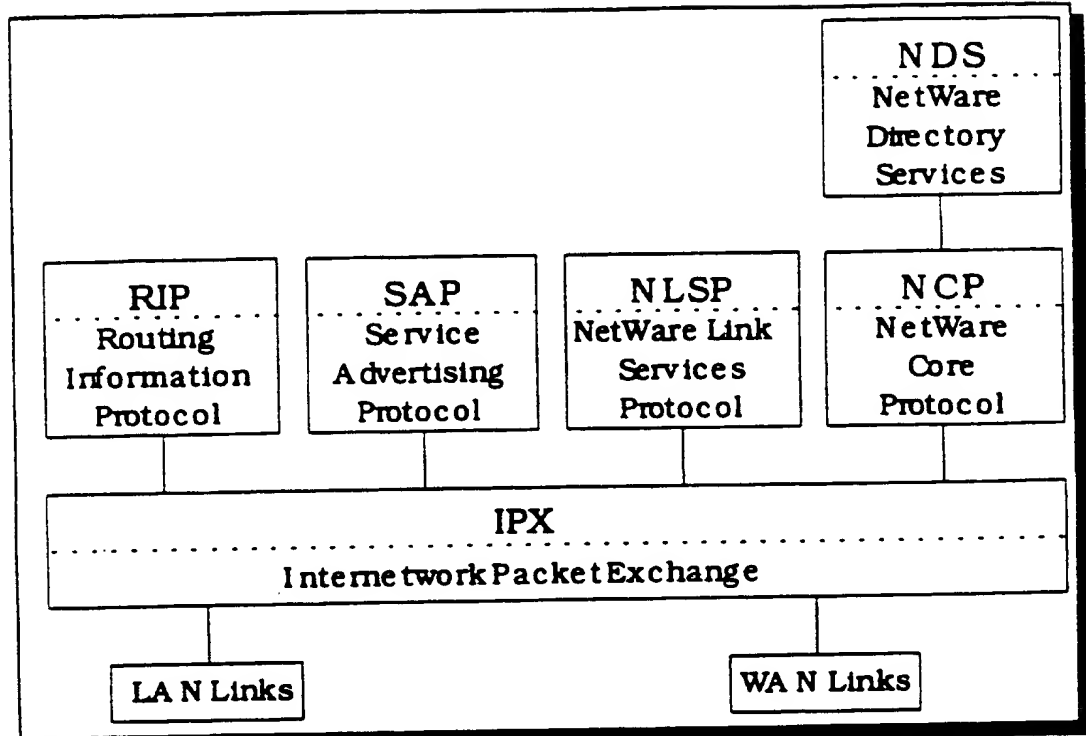 NDS
NetWare
Directory
Services
RIP
Routing
Information
Protocol
SAP
Service
Advertising
Protocol
NLSP
NetWare Link
Services
Protocol
NCP
NetWare
Core
Protocol
IPX
Internetwork Packet Exchange
LAN Links
WAN Links